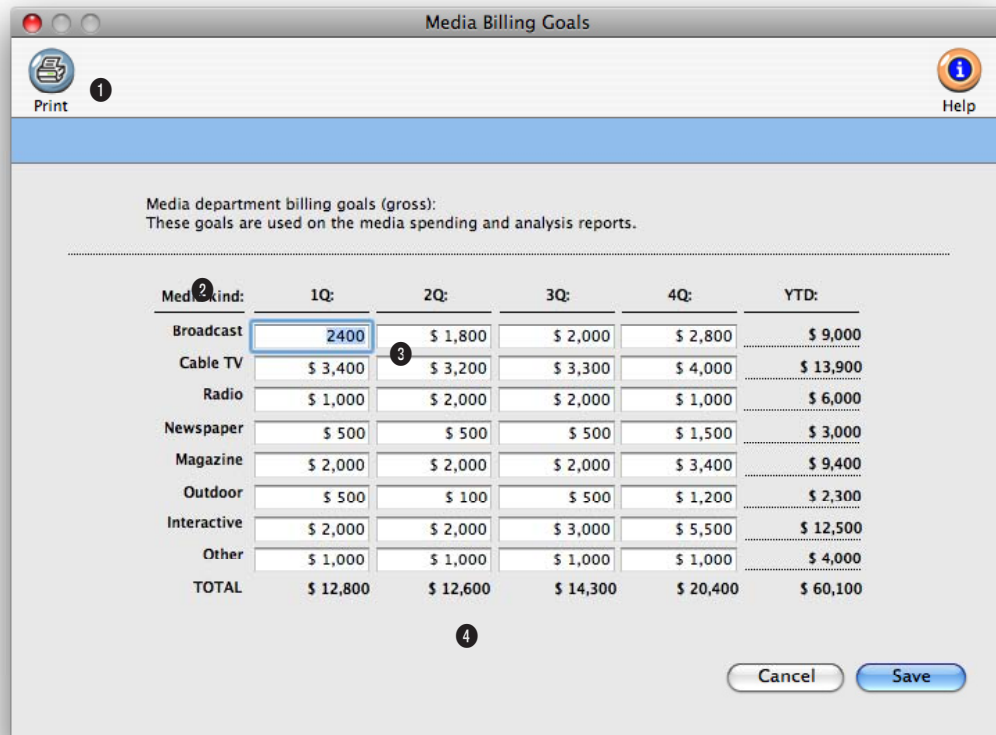 Media Billing Goals
1
Print
Help
Media department billing goals (gross):
These goals are used on the media spending and analysis reports.
2
Media kind: 1Q: 2Q: 3Q: 4Q: YTD:
Broadcast 2400 $ 1,800 $ 2,000 $ 2,800 $ 9,000
3
Cable TV $ 3,400 $ 3,200 $ 3,300 $ 4,000 $ 13,900
Radio $ 1,000 $ 2,000 $ 2,000 $ 1,000 $ 6,000
Newspaper $ 500 $ 500 $ 500 $ 1,500 $ 3,000
Magazine $ 2,000 $ 2,000 $ 2,000 $ 3,400 $ 9,400
Outdoor $ 500 $ 100 $ 500 $ 1,200 $ 2,300
Interactive $ 2,000 $ 2,000 $ 3,000 $ 5,500 $ 12,500
Other $ 1,000 $ 1,000 $ 1,000 $ 1,000 $ 4,000
TOTAL $ 12,800 $ 12,600 $ 14,300 $ 20,400 $ 60,100
4
Cancel Save